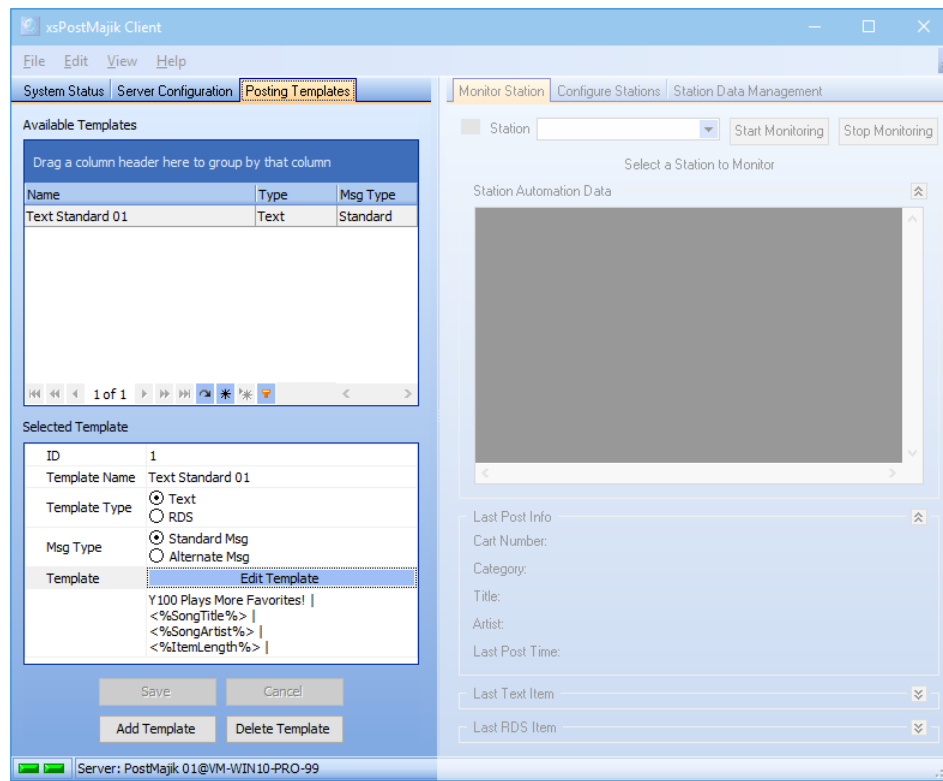 xsPostMajik Client
File Edit View Help
System Status Server Configuration Posting Templates
Available Templates
Drag a column header here to group by that column
Name Type Msg Type
Text Standard 01 Text Standard
1 of 1
Selected Template
ID 1
Template Name Text Standard 01
Template Type Text
RDS
Msg Type Standard Msg
Alternate Msg
Template Edit Template
Y100 Plays More Favorites! |
<%SongTitle%> |
<%SongArtist%> |
<%ItemLength%> |
Save Cancel
Add Template Delete Template
Monitor Station Configure Stations Station Data Management
Station Start Monitoring Stop Monitoring
Select a Station to Monitor
Station Automation Data
Last Post Info
Cart Number:
Category:
Title:
Artist:
Last Post Time:
Last Text Item
Last RDS Item
Server: PostMajik 01@VM-WIN10-PRO-99